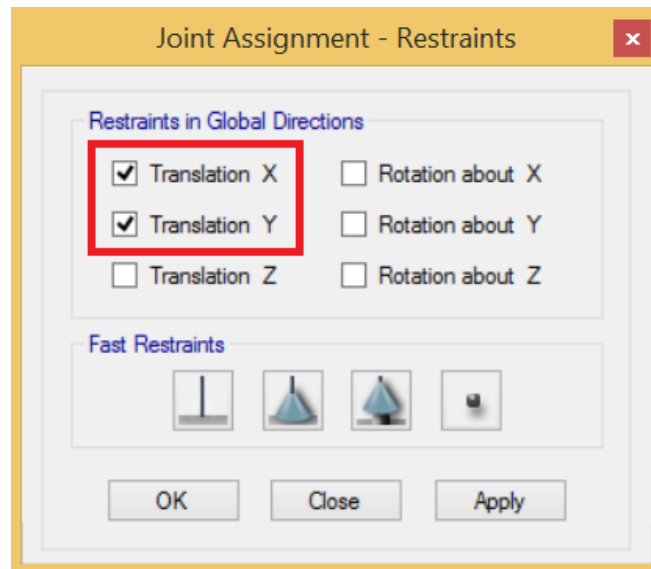 Joint Assignment - Restraints
x
Restraints in Global Directions
Translation X
Rotation about X
Translation Y
Rotation about Y
Translation Z
Rotation about Z
Fast Restraints
OK
Close
Apply